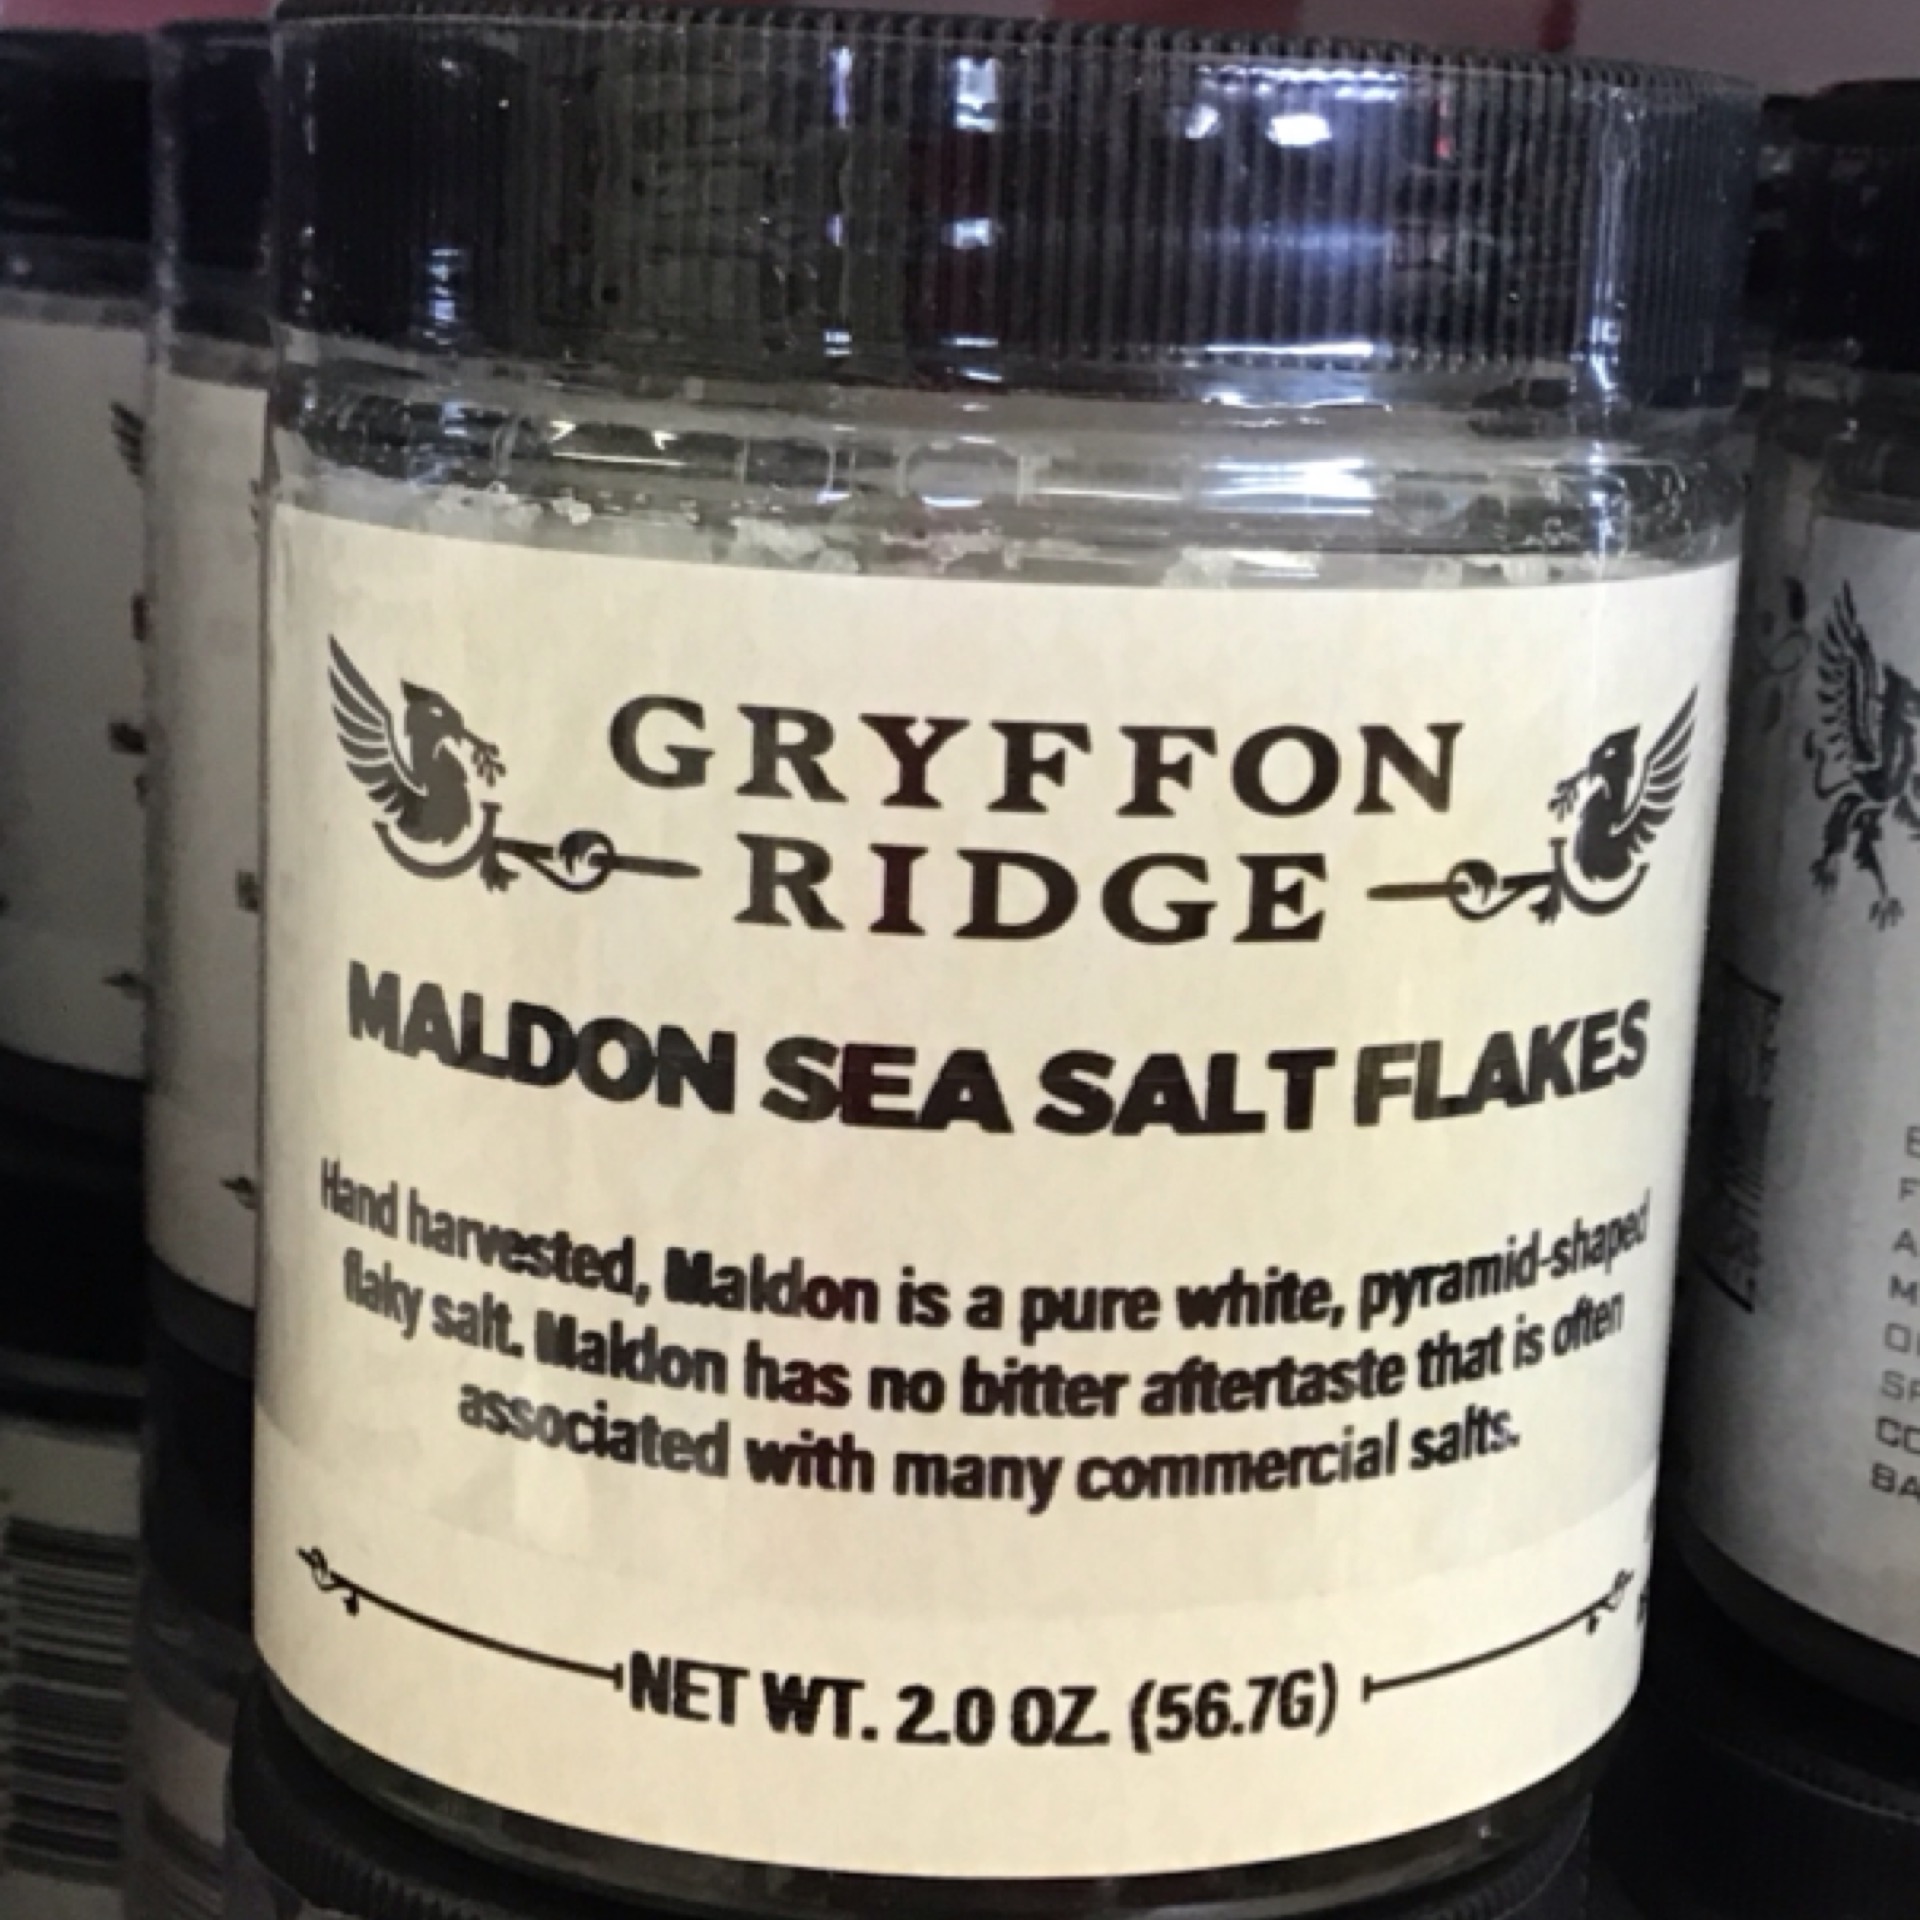 GRYFFON
RIDGE
MALDON SEA SALT FLAKES
Hand harvested, Maldon is a pure white, pyramid-shaped
flaky salt. Maldon has no bitter aftertaste that is often
associated with many commercial salts.
NET WT. 2.0 OZ. (56.7G)